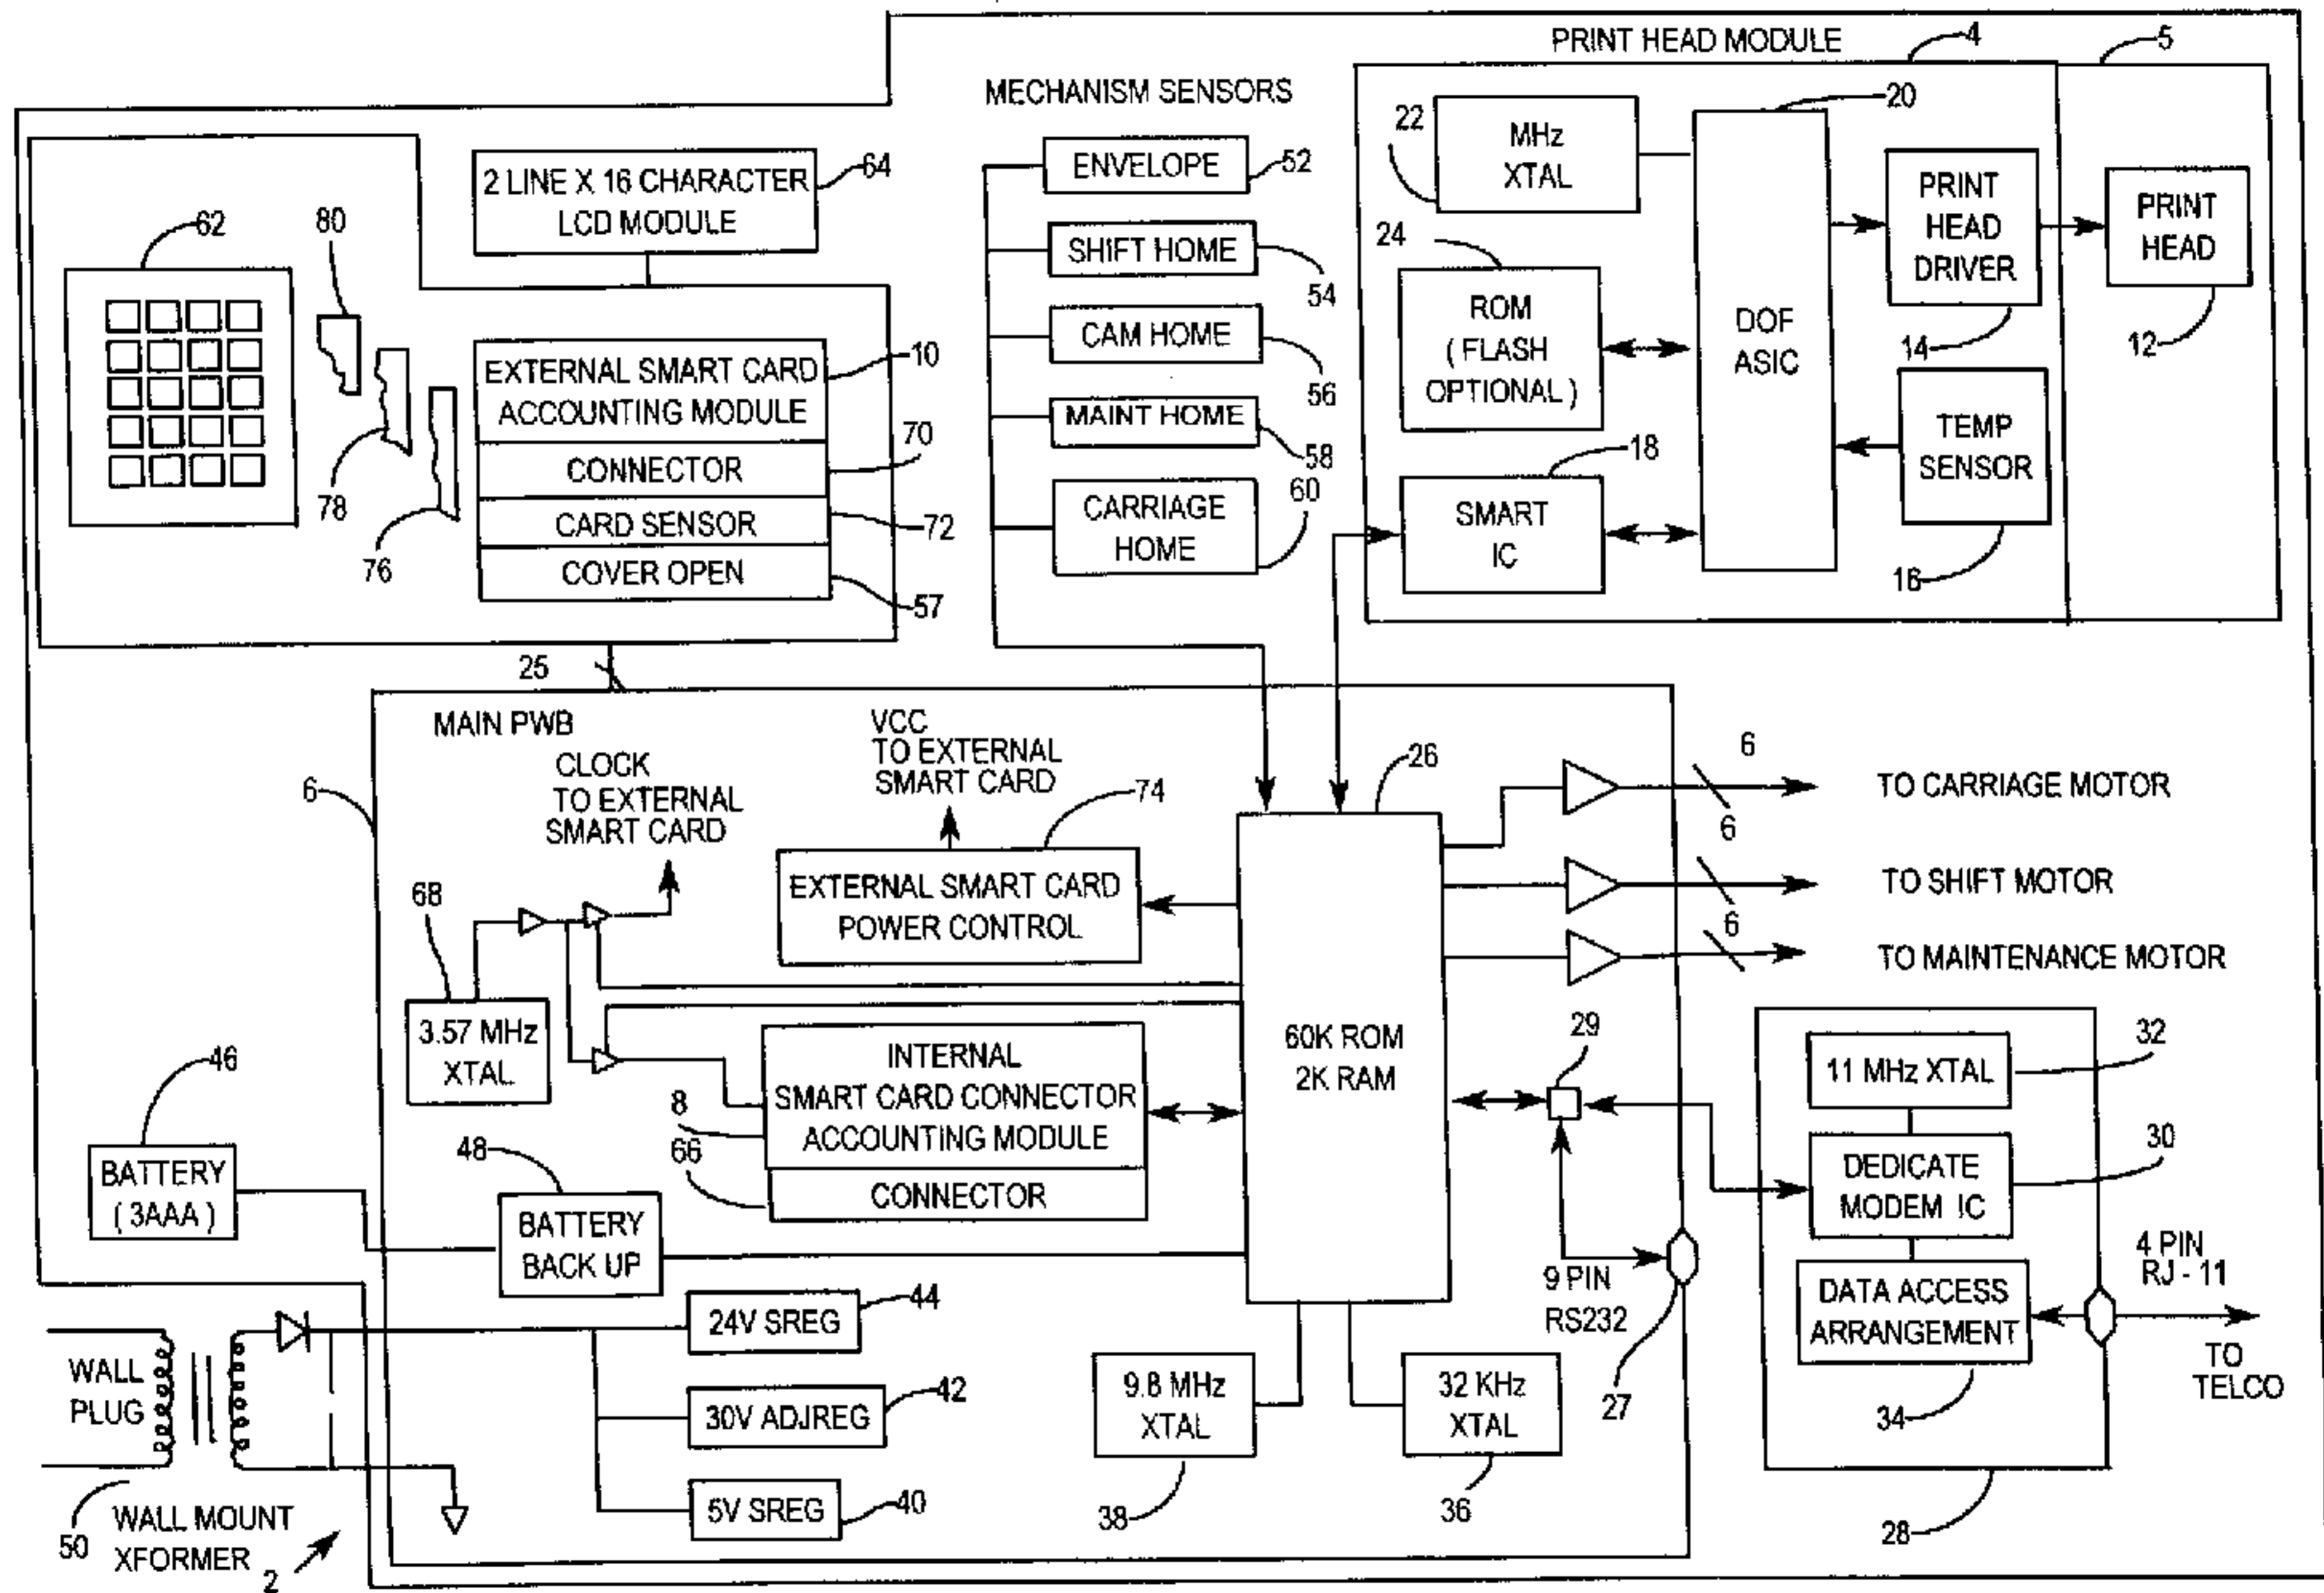 PRINT HEAD MODULE
4
5
MECHANISM SENSORS
2 LINE X 16 CHARACTER
LCD MODULE
64
62
80
78
76
EXTERNAL SMART CARD
ACCOUNTING MODULE
10
CONNECTOR
70
CARD SENSOR
72
COVER OPEN
57
ENVELOPE
52
SHIFT HOME
54
CAM HOME
56
MAINT HOME
58
CARRIAGE
HOME
60
22
MHz
XTAL
20
24
ROM
( FLASH
OPTIONAL )
18
SMART
IC
DOF
ASIC
PRINT
HEAD
DRIVER
14
PRINT
HEAD
12
TEMP
SENSOR
16
25
MAIN PWB
6
CLOCK
TO EXTERNAL
SMART CARD
VCC
TO EXTERNAL
SMART CARD
74
EXTERNAL SMART CARD
POWER CONTROL
68
3.57 MHz
XTAL
26
60K ROM
2K RAM
6
6
TO CARRIAGE MOTOR
TO SHIFT MOTOR
6
6
TO MAINTENANCE MOTOR
INTERNAL
SMART CARD CONNECTOR
ACCOUNTING MODULE
8
66
CONNECTOR
46
BATTERY
( 3AAA )
48
BATTERY
BACK UP
29
9 PIN
RS232
27
11 MHz XTAL
32
DEDICATE
MODEM IC
30
DATA ACCESS
ARRANGEMENT
34
4 PIN
RJ - 11
TO
TELCO
28
24V SREG
44
30V ADJREG
42
5V SREG
40
9.8 MHz
XTAL
38
32 KHz
XTAL
36
WALL
PLUG
50
WALL MOUNT
XFORMER
2